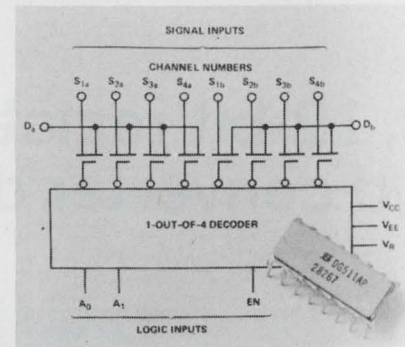 SIGNAL INPUTS
CHANNEL NUMBERS
S1a S2a S3a S4a S1b S2b S3b S4b
Da Db
1-OUT-OF-4 DECODER
VCC
VEE
VR
DG511AP
28267
A0 A1 EN
LOGIC INPUTS